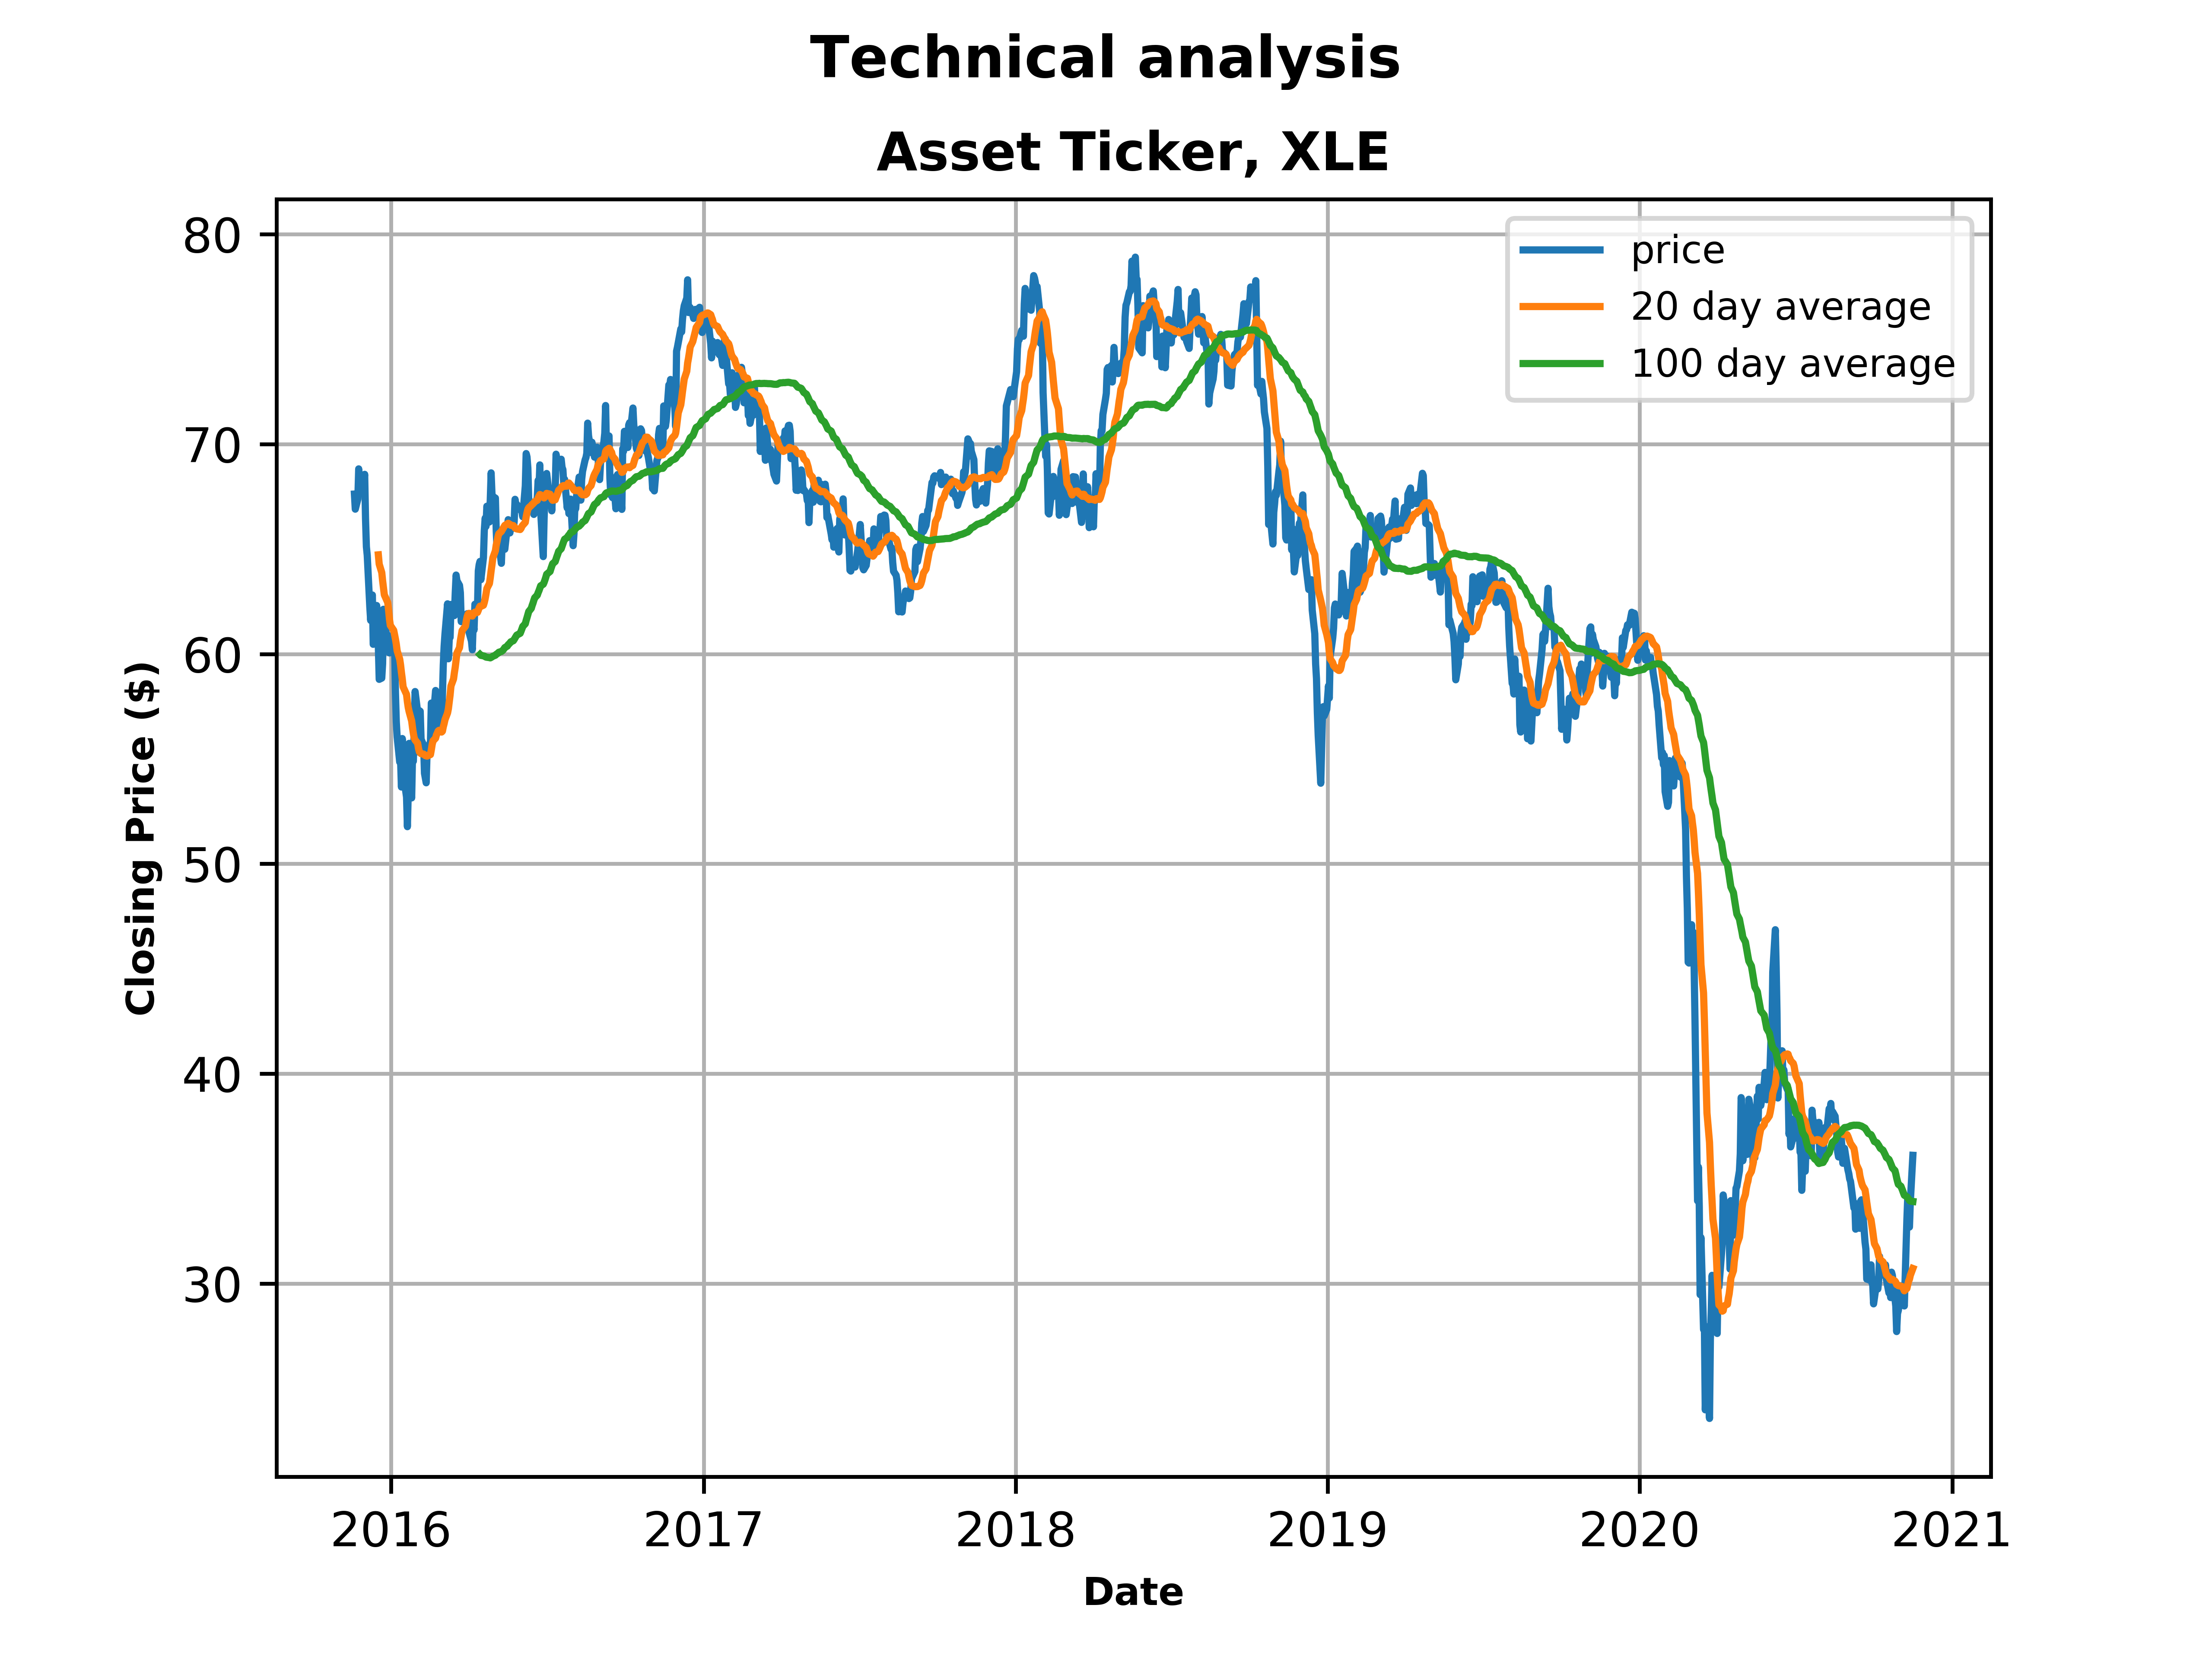 Technical analysis
Asset Ticker, XLE
price
20 day average
100 day average
80
70
60
50
40
30
Closing Price ($)
2016 2017 2018 2019 2020 2021
Date